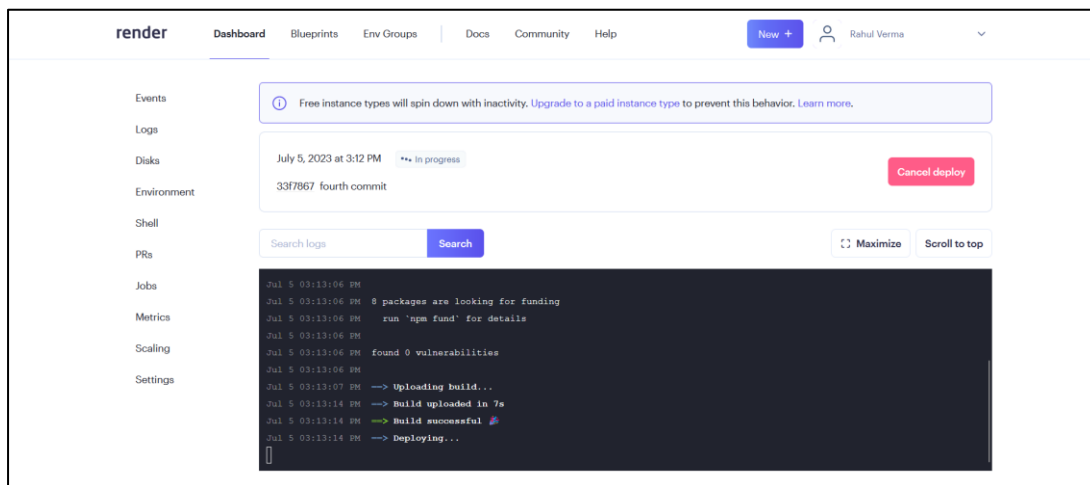 render
Dashboard Blueprints Env Groups Docs Community Help New + Rahul Verma
Events
Logs
Disks
Environment
Shell
PRs
Jobs
Metrics
Scaling
Settings
Free instance types will spin down with inactivity. Upgrade to a paid instance type to prevent this behavior. Learn more.
July 5, 2023 at 3:12 PM In progress
33f7867 fourth commit
Cancel deploy
Search logs Search Maximize Scroll to top
Jul 5 03:13:06 PM
Jul 5 03:13:06 PM 8 packages are looking for funding
Jul 5 03:13:06 PM run `npm fund` for details
Jul 5 03:13:06 PM
Jul 5 03:13:06 PM found 0 vulnerabilities
Jul 5 03:13:06 PM
Jul 5 03:13:07 PM ==> Uploading build...
Jul 5 03:13:14 PM ==> Build uploaded in 7s
Jul 5 03:13:14 PM ==> Build successful 🎉
Jul 5 03:13:14 PM ==> Deploying...